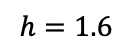 h = 1.6